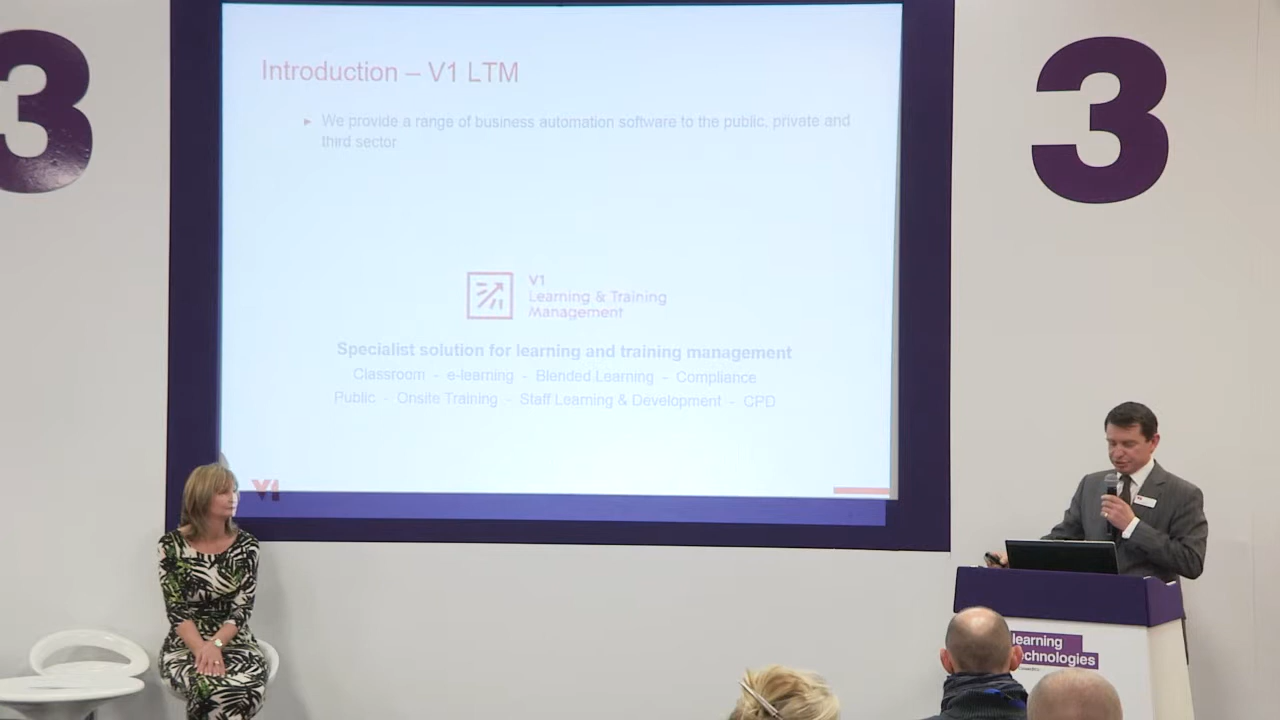 3
3
Introduction – V1 LTM
► We provide a range of business automation software to the public, private and
third sector
V1
Learning & Training
Management
Specialist solution for learning and training management
Classroom - e-learning - Blended Learning - Compliance
Public - Onsite Training - Staff Learning & Development - CPD
V1
learning
technologies